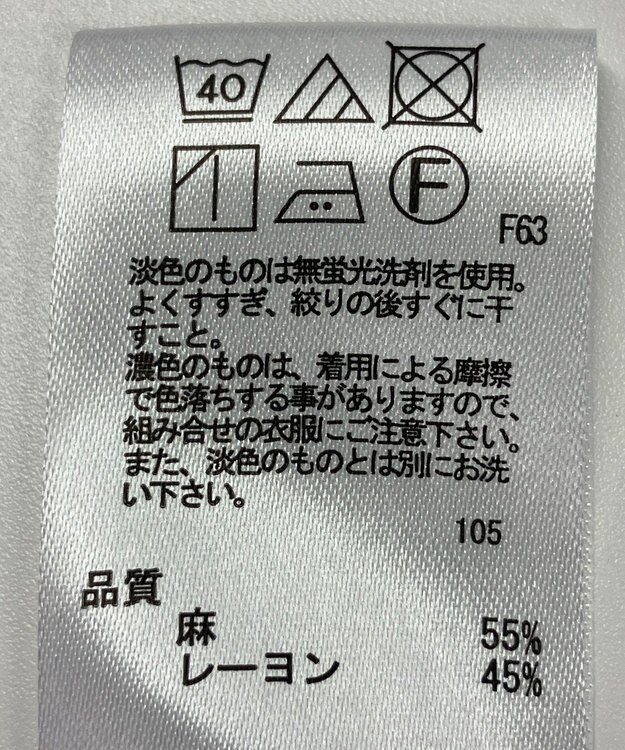 40
F
F63
淡色のものは無蛍光洗剤を使用。
よくすすぎ、絞りの後すぐに干
すこと。
濃色のものは、着用による摩擦
で色落ちする事がありますので、
組み合せの衣服にご注意下さい。
また、淡色のものとは別にお洗
い下さい。
105
品質
麻 55%
レーヨン 45%